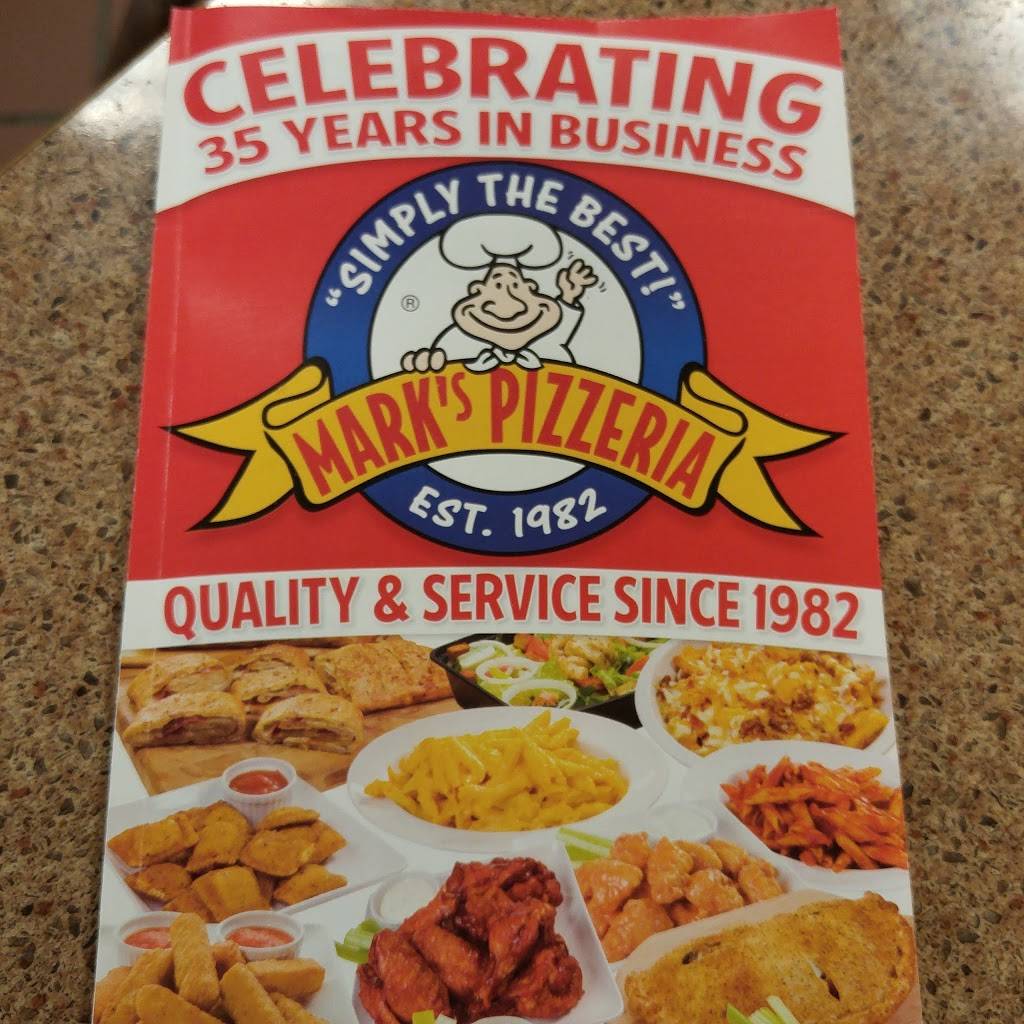 CELEBRATING
35 YEARS IN BUSINESS
"SIMPLY THE BEST!"
®
MARK'S PIZZERIA
EST. 1982
QUALITY & SERVICE SINCE 1982